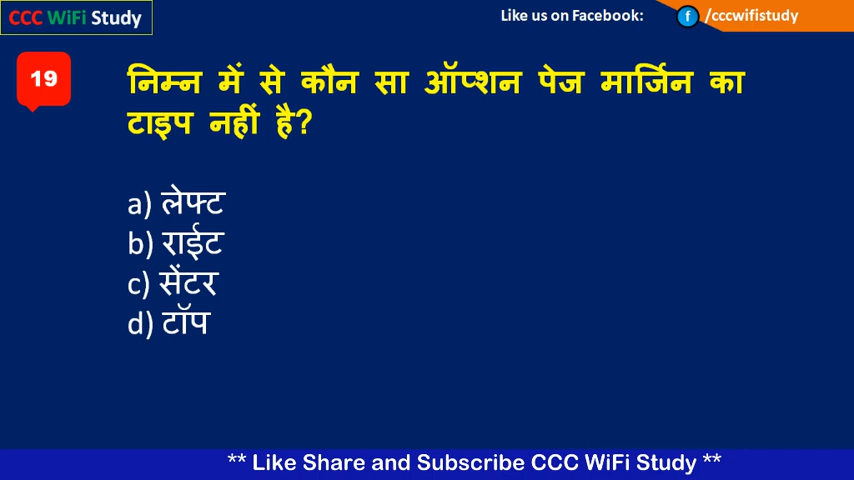 CCC WiFi Study
Like us on Facebook: f /cccwifistudy
19
निम्न में से कौन सा ऑप्शन पेज मार्जिन का
टाइप नहीं है?
a) लेफ्ट
b) राईट
c) सेंटर
d) टॉप
** Like Share and Subscribe CCC WiFi Study **